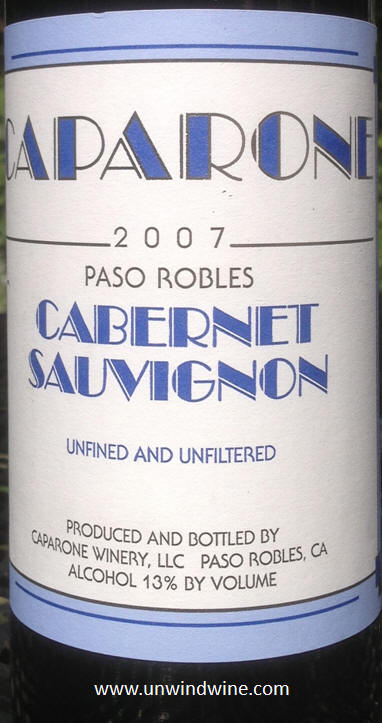 CAPARONE
2007
PASO ROBLES
CABERNET
SAUVIGNON
UNFINED AND UNFILTERED
PRODUCED AND BOTTLED BY
CAPARONE WINERY, LLC PASO ROBLES, CA
ALCOHOL 13% BY VOLUME
www.unwindwine.com